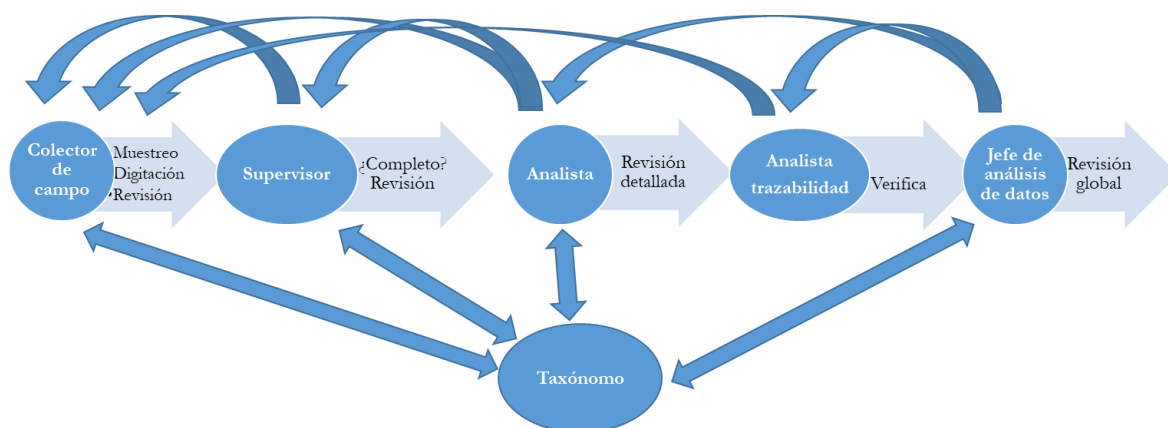 Colector
de
campo
Muestreo
Digitación
Revisión
Supervisor
¿Completo?
Revisión
Analista
Revisión
detallada
Analista
trazabilidad
Verifica
Jefe de
análisis
de datos
Revisión
global
Taxónomo